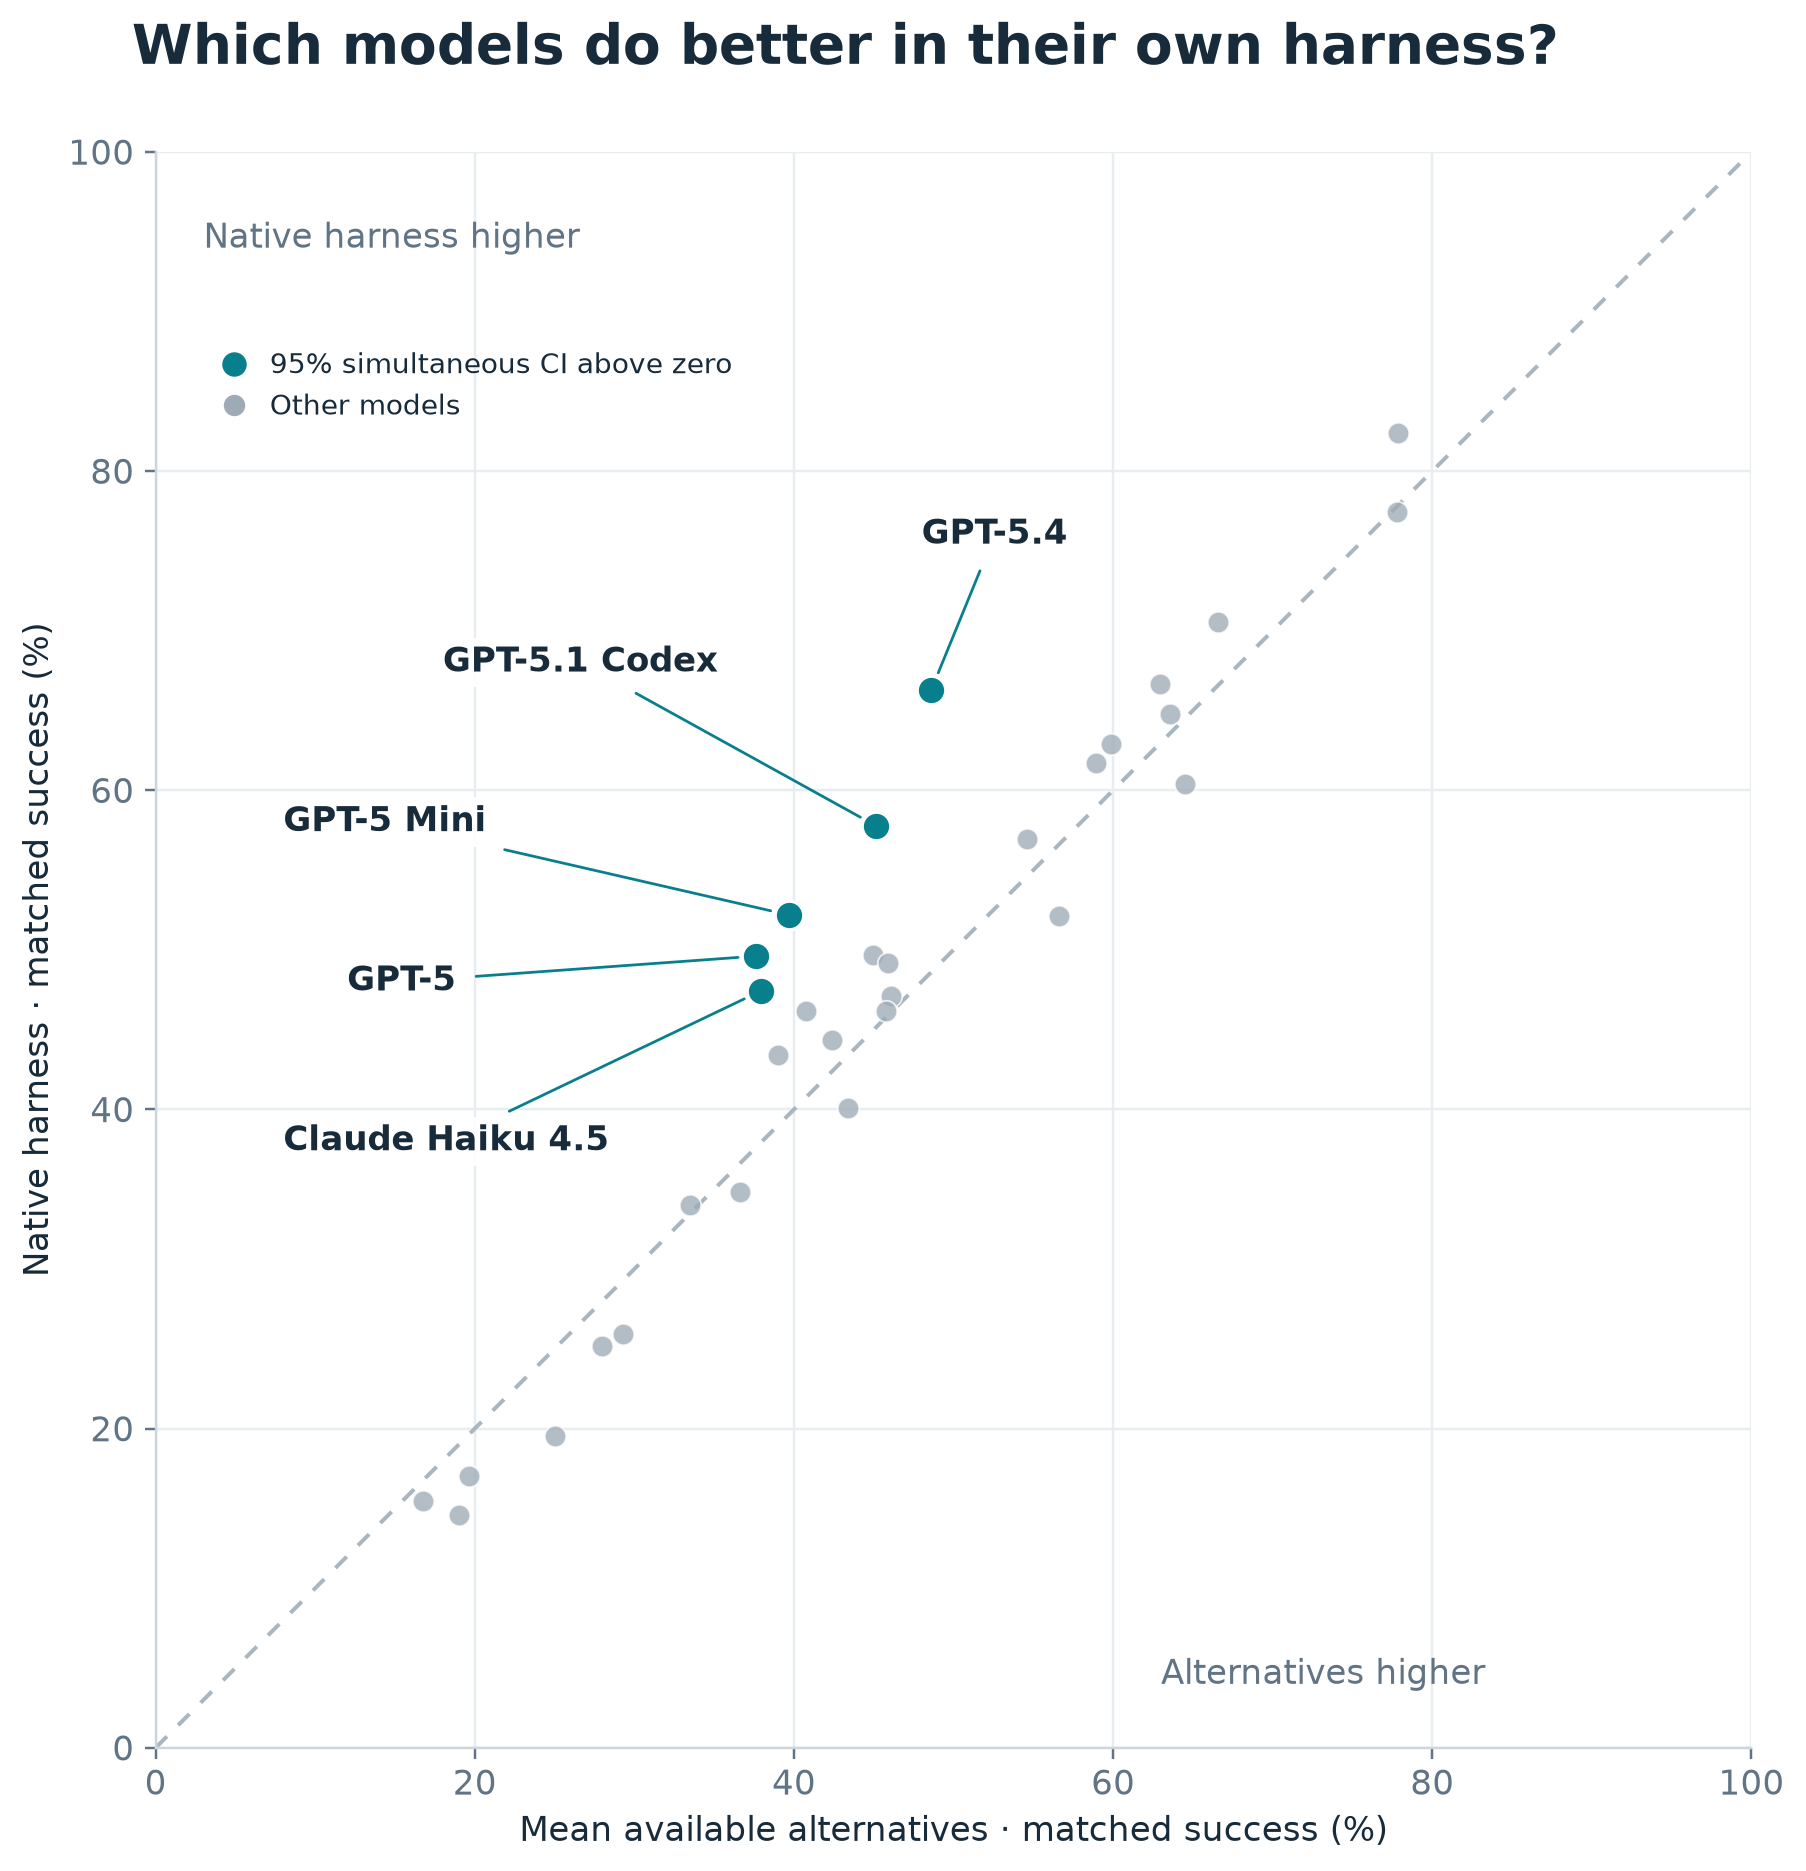 Which models do better in their own harness?
100
Native harness higher
95% simultaneous CI above zero
Other models
80
GPT-5.4
GPT-5.1 Codex
60
GPT-5 Mini
GPT-5
40
Claude Haiku 4.5
20
Alternatives higher
0
0 20 40 60 80 100
Native harness · matched success (%)
Mean available alternatives · matched success (%)